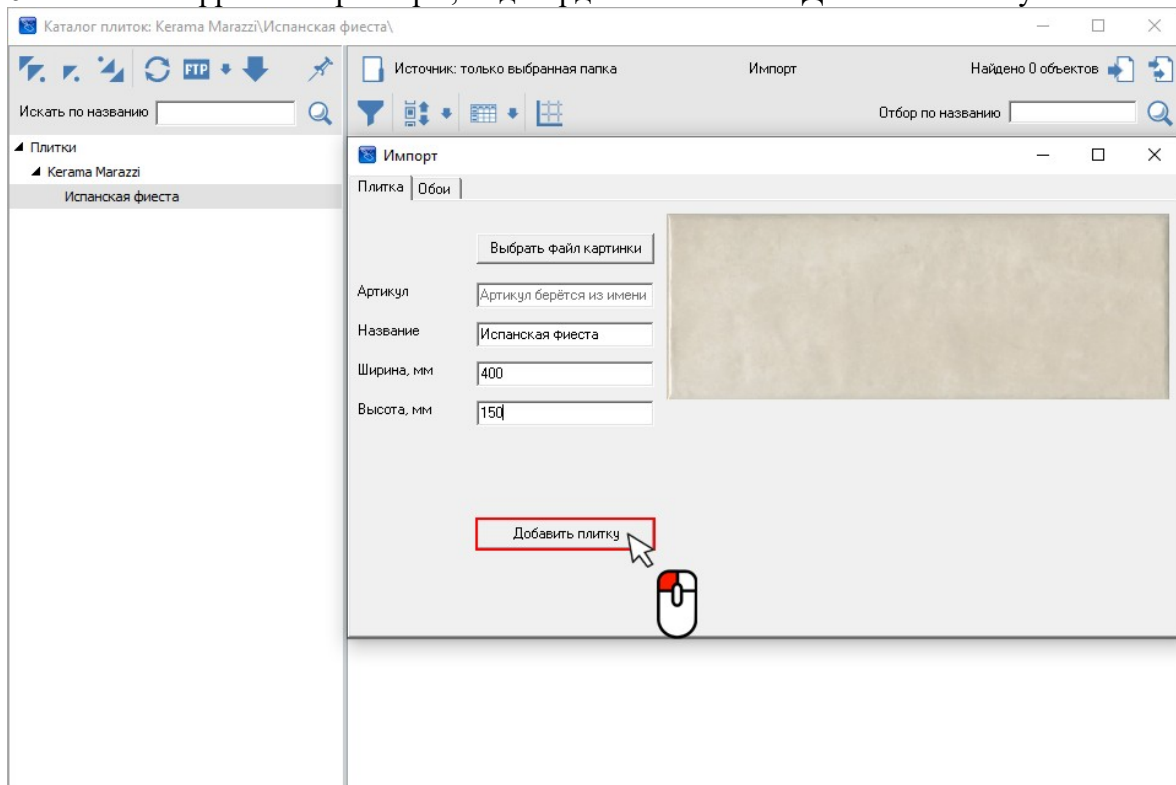 Каталог плиток: Kerama Marazzi\Испанская фиеста\
FTP
Искать по названию
Плитки
Kerama Marazzi
Испанская фиеста
Источник: только выбранная папка Импорт Найдено 0 объектов
Отбор по названию
Импорт
Плитка Обои
Выбрать файл картинки
Артикул Артикул берётся из имени
Название Испанская фиеста
Ширина, мм 400
Высота, мм 150
Добавить плитку